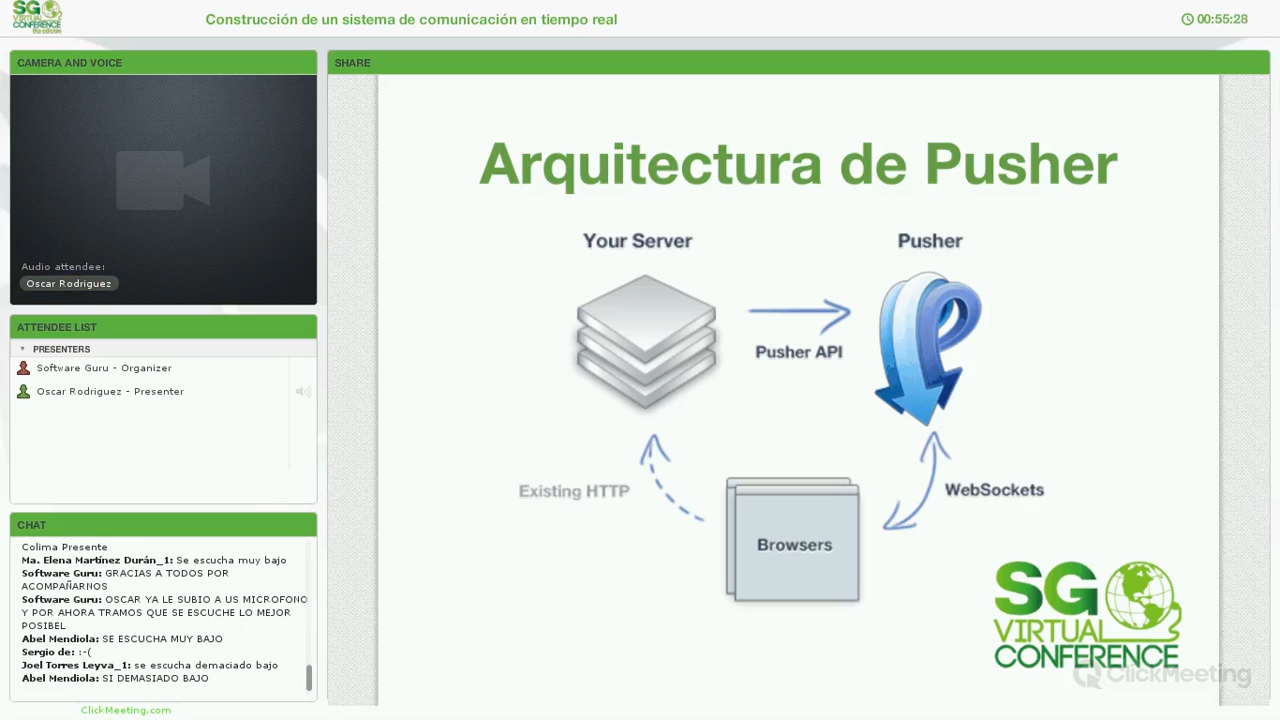 SG
VIRTUAL
CONFERENCE
Construcción de un sistema de comunicación en tiempo real
00:55:28
CAMERA AND VOICE
Audio attendee:
Oscar Rodriguez
ATTENDEE LIST
PRESENTERS
Software Guru - Organizer
Oscar Rodriguez - Presenter
CHAT
Colima Presente
Ma. Elena Martínez Durán_1: Se escucha muy bajo
Software Guru: GRACIAS A TODOS POR
ACOMPAÑARNOS
Software Guru: OSCAR YA LE SUBIO A US MICROFONO
Y POR AHORA TRAMOS QUE SE ESCUCHE LO MEJOR
POSIBEL
Abel Mendiola: SE ESCUCHA MUY BAJO
Sergio de: :-(
Joel Torres Leyva_1: se escucha demaciado bajo
Abel Mendiola: SI DEMASIADO BAJO
ClickMeeting.com
SHARE
Arquitectura de Pusher
Your Server
Pusher
Pusher API
Existing HTTP
WebSockets
Browsers
SG
VIRTUAL
CONFERENCE
ClickMeeting